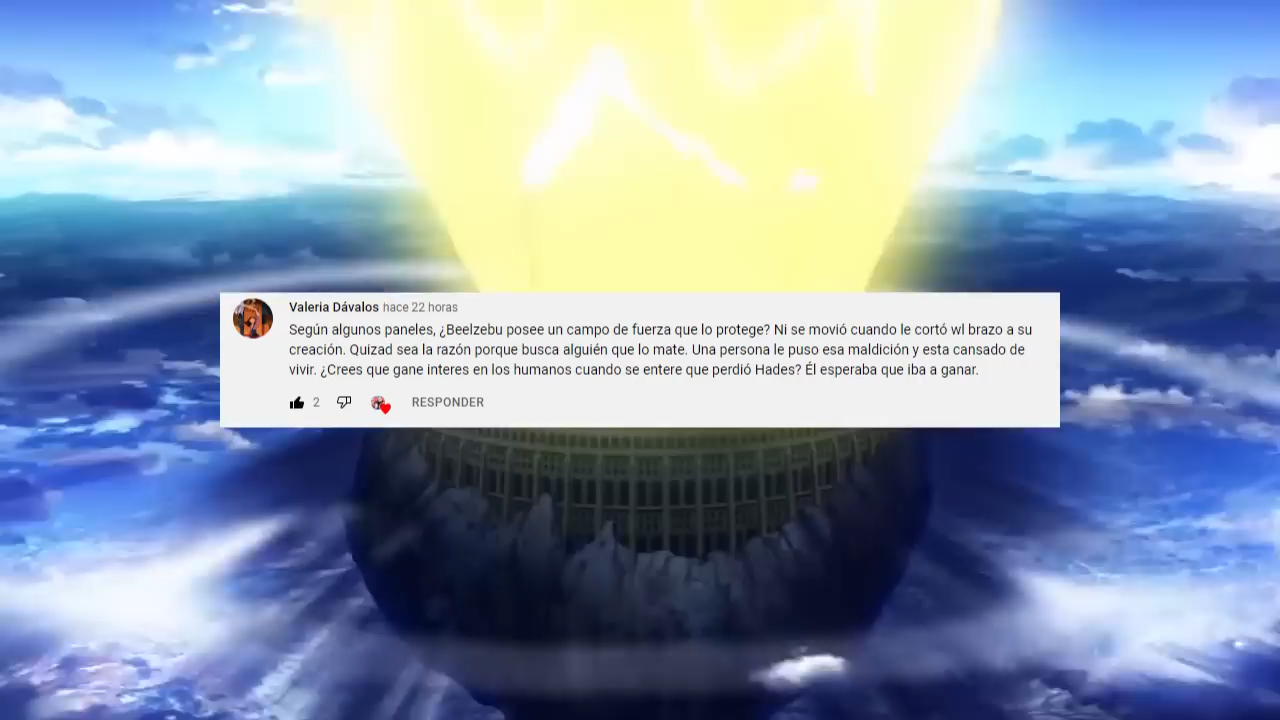 Valeria Dávalos hace 22 horas
Según algunos paneles, ¿Beelzebu posee un campo de fuerza que lo protege? Ni se movió cuando le cortó wl brazo a su
creación. Quizad sea la razón porque busca alguién que lo mate. Una persona le puso esa maldición y esta cansado de
vivir. ¿Crees que gane interes en los humanos cuando se entere que perdió Hades? Él esperaba que iba a ganar.
2 RESPONDER